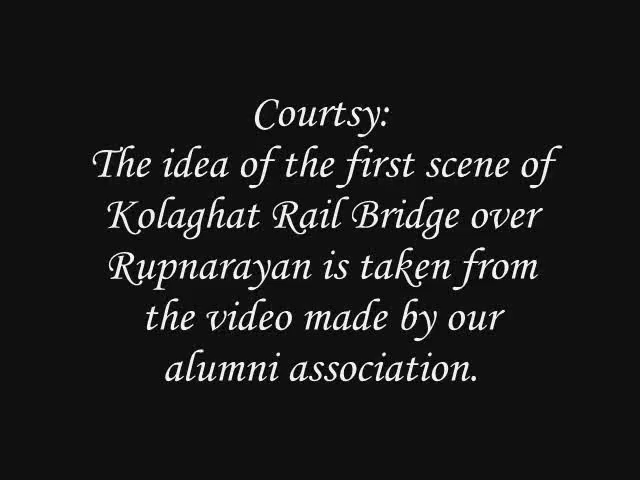 Courtsy:
The idea of the first scene of
Kolaghat Rail Bridge over
Rupnarayan is taken from
the video made by our
alumni association.